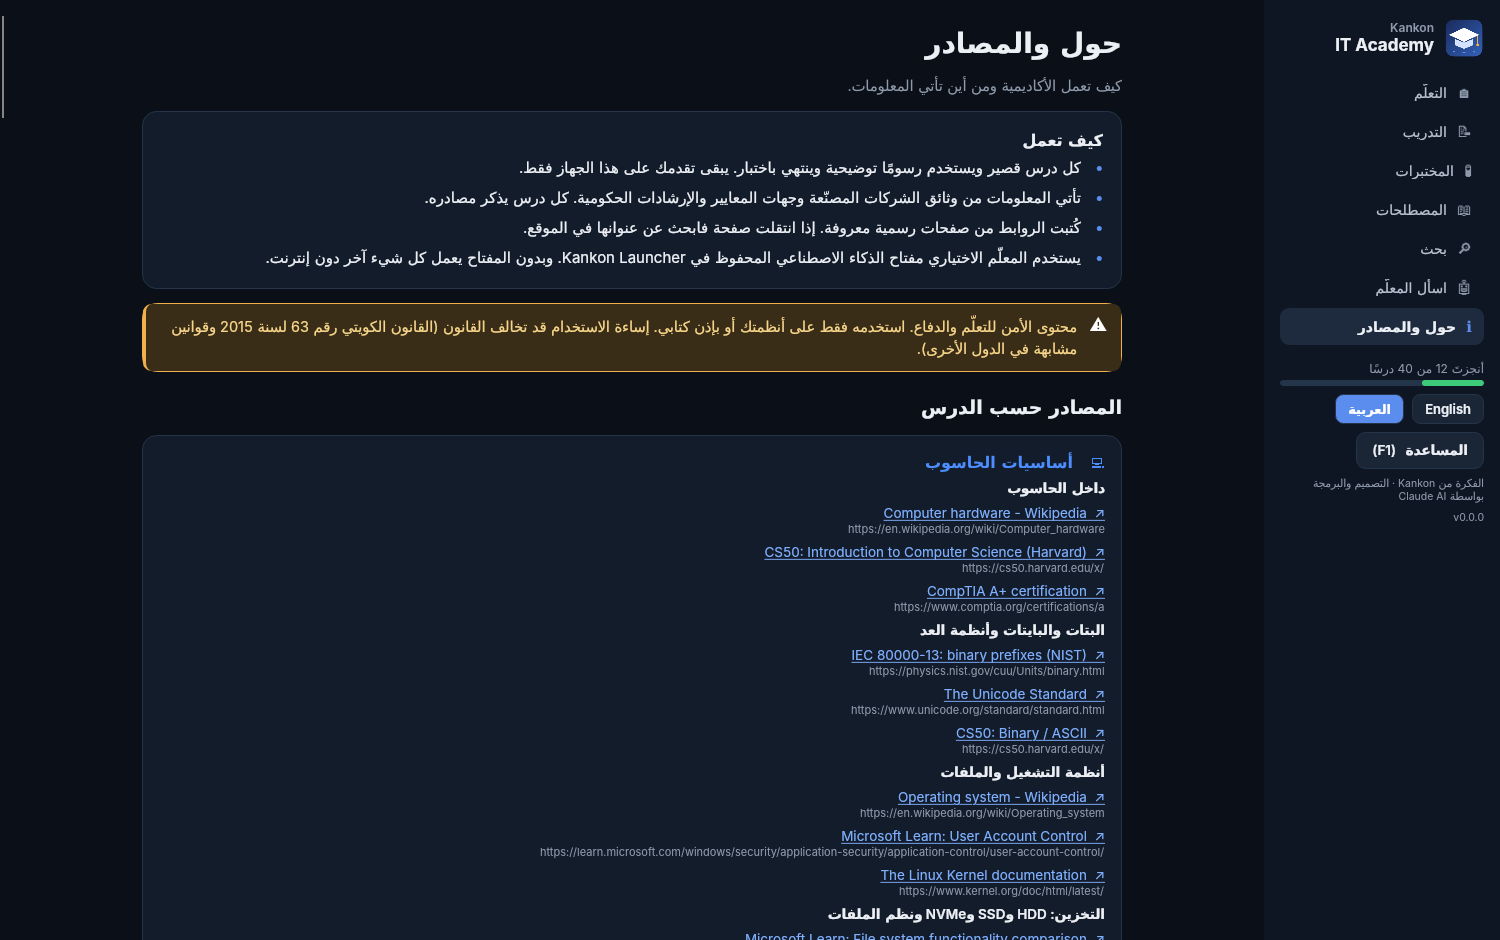 Kankon
IT Academy
التعلّم
التدريب
المختبرات
المصطلحات
بحث
اسأل المعلّم
حول والمصادر
أنجزتَ 12 من 40 درسًا
English
العربية
المساعدة (F1)
الفكرة من Kankon · التصميم والبرمجة
بواسطة Claude AI
v0.0.0
حول والمصادر
كيف تعمل الأكاديمية ومن أين تأتي المعلومات.
كيف تعمل
• كل درس قصير ويستخدم رسومًا توضيحية وينتهي باختبار. يبقى تقدمك على هذا الجهاز فقط.
• تأتي المعلومات من وثائق الشركات المصنّعة وجهات المعايير والإرشادات الحكومية. كل درس يذكر مصادره.
• كُتبت الروابط من صفحات رسمية معروفة. إذا انتقلت صفحة فابحث عن عنوانها في الموقع.
• يستخدم المعلّم الاختياري مفتاح الذكاء الاصطناعي المحفوظ في Kankon Launcher. وبدون المفتاح يعمل كل شيء آخر دون إنترنت.
محتوى الأمن للتعلّم والدفاع. استخدمه فقط على أنظمتك أو بإذن كتابي. إساءة الاستخدام قد تخالف القانون (القانون الكويتي رقم 63 لسنة 2015 وقوانين
مشابهة في الدول الأخرى).
المصادر حسب الدرس
أساسيات الحاسوب
داخل الحاسوب
Computer hardware - Wikipedia ↗
https://en.wikipedia.org/wiki/Computer_hardware
CS50: Introduction to Computer Science (Harvard) ↗
https://cs50.harvard.edu/x/
CompTIA A+ certification ↗
https://www.comptia.org/certifications/a
البتات والبايتات وأنظمة العد
IEC 80000-13: binary prefixes (NIST) ↗
https://physics.nist.gov/cuu/Units/binary.html
The Unicode Standard ↗
https://www.unicode.org/standard/standard.html
CS50: Binary / ASCII ↗
https://cs50.harvard.edu/x/
أنظمة التشغيل والملفات
Operating system - Wikipedia ↗
https://en.wikipedia.org/wiki/Operating_system
Microsoft Learn: User Account Control ↗
https://learn.microsoft.com/windows/security/application-security/application-control/user-account-control/
The Linux Kernel documentation ↗
https://www.kernel.org/doc/html/latest/
التخزين: HDD وSSD وNVMe ونظم الملفات
Microsoft Learn: File system functionality comparison ↗